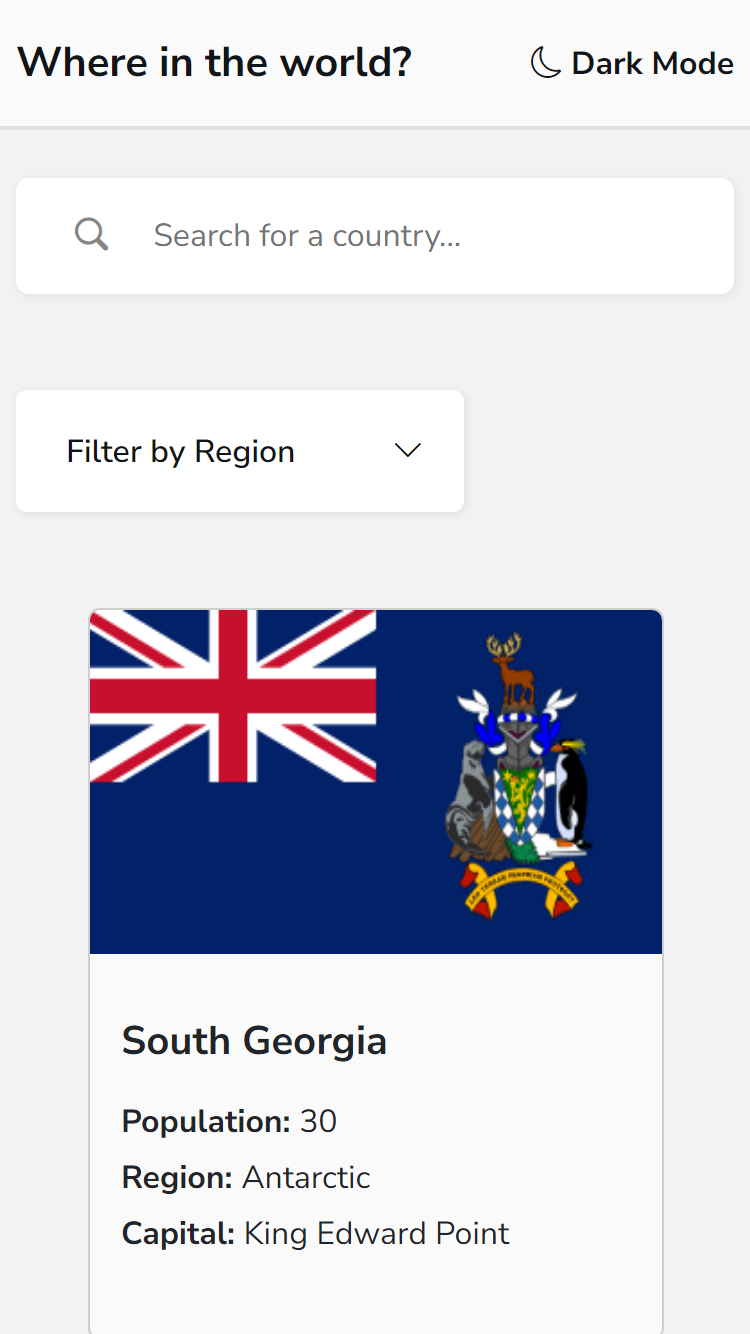 Where in the world?
Dark Mode
Search for a country...
Filter by Region
South Georgia
Population: 30
Region: Antarctic
Capital: King Edward Point